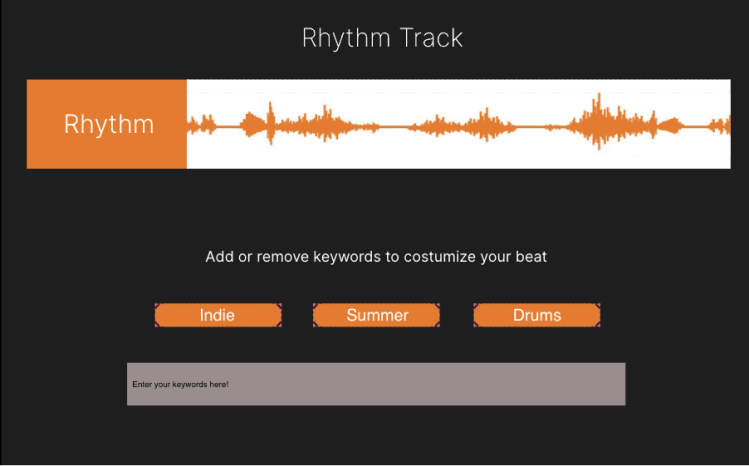 Rhythm Track
Rhythm
Add or remove keywords to costumize your beat
Indie
Summer
Drums
Enter your keywords here!